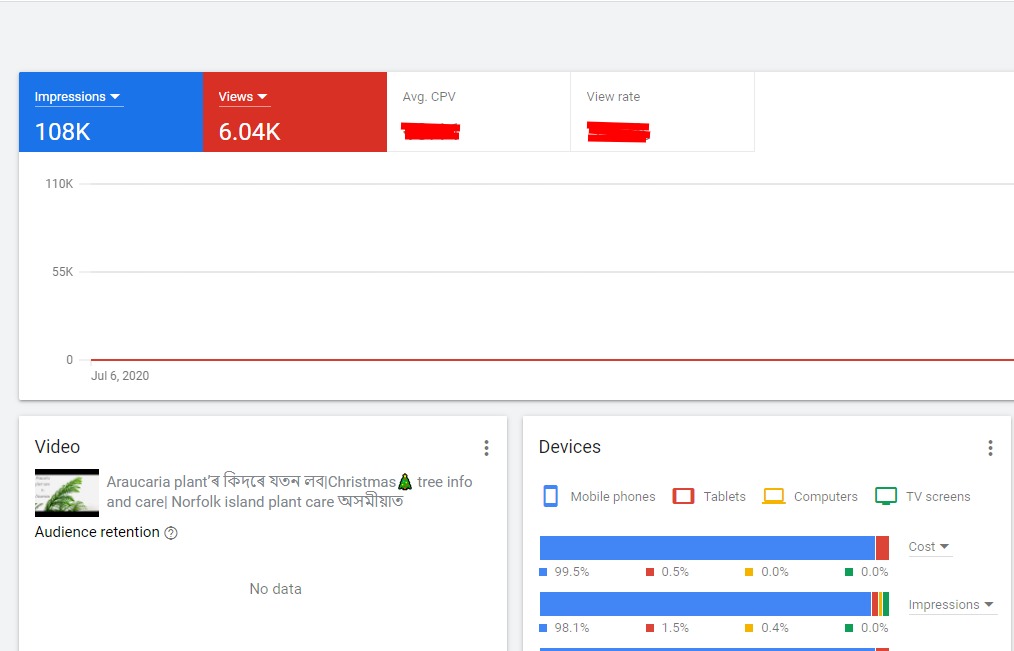 Impressions
Views
Avg. CPV
View rate
108K
6.04K
110K
55K
0
Jul 6, 2020
Video
Araucaria plant'ৰ কিদৰে যতন লব|Christmas🎄 tree info
and care| Norfolk island plant care অসমীয়াত
Audience retention
No data
Devices
Mobile phones
Tablets
Computers
TV screens
Cost
99.5%
0.5%
0.0%
0.0%
Impressions
98.1%
1.5%
0.4%
0.0%